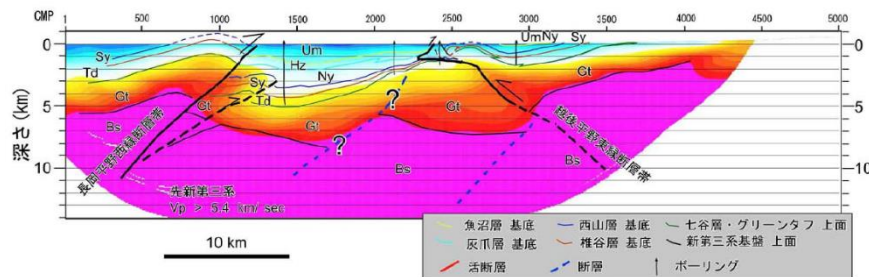 CMP 0 500 1000 1500 2000 2500 3000 3500 4000 4500 5000
0 Sy Um UmNy Sy 0
Td Hz Ny Gt
Sy
Gt Td Gt
5 Gt Gt 5
Bs ? ?
深さ(km)
長岡平野西縁断層帯
越後平野東縁断層帯
Bs Bs
10 10
先新第三系
Vp > 5.4 km/sec
10 km
魚沼層 基底 西山層 基底 七谷層・グリーンタフ 上面
灰爪層 基底 椎谷層 基底 新第三系基盤 上面
活断層 断層 ボーリング